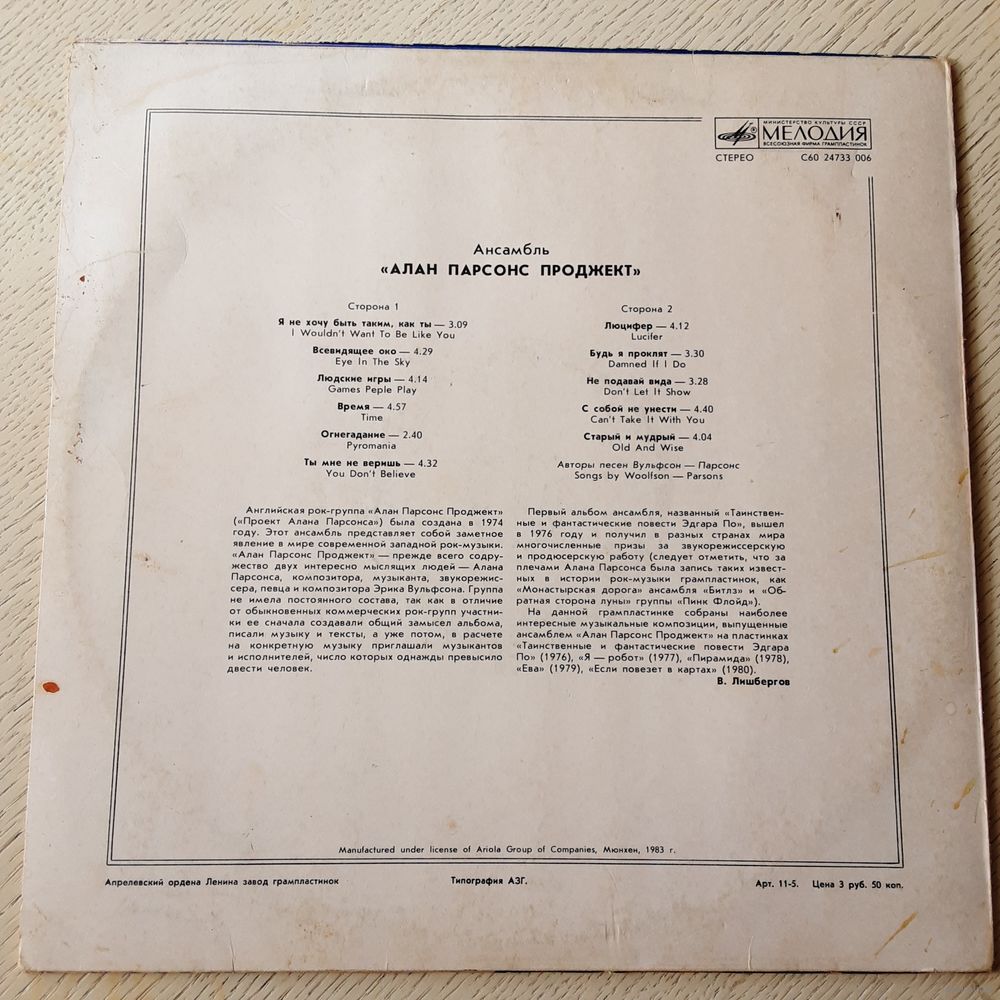 МИНИСТЕРСТВО КУЛЬТУРЫ СССР
МЕЛОДИЯ
ВСЕСОЮЗНАЯ ФИРМА ГРАМПЛАСТИНОК
СТЕРЕО С60 24733 006
Ансамбль
«АЛАН ПАРСОНС ПРОДЖЕКТ»
Сторона 1
Я не хочу быть таким, как ты — 3.09
I Wouldn't Want To Be Like You
Всевидящее око — 4.29
Eye In The Sky
Людские игры — 4.14
Games Peple Play
Время — 4.57
Time
Огнегадание — 2.40
Pyromania
Ты мне не веришь — 4.32
You Don't Believe
Сторона 2
Люцифер — 4.12
Lucifer
Будь я проклят — 3.30
Damned If I Do
Не подавай вида — 3.28
Don't Let It Show
С собой не унести — 4.40
Can't Take It With You
Старый и мудрый — 4.04
Old And Wise
Авторы песен Вульфсон — Парсонс
Songs by Woolfson — Parsons
Английская рок-группа «Алан Парсонс Проджект»
(«Проект Алана Парсонса») была создана в 1974
году. Этот ансамбль представляет собой заметное
явление в мире современной западной рок-музыки.
«Алан Парсонс Проджект» — прежде всего содру-
жество двух интересно мыслящих людей — Алана
Парсонса, композитора, музыканта, звукорежис-
сера, певца и композитора Эрика Вульфсона. Группа
не имела постоянного состава, так как в отличие
от обыкновенных коммерческих рок-групп участни-
ки ее сначала создавали общий замысел альбома,
писали музыку и тексты, а уже потом, в расчете
на конкретную музыку приглашали музыкантов
и исполнителей, число которых однажды превысило
двести человек.
Первый альбом ансамбля, названный «Таинствен-
ные и фантастические повести Эдгара По», вышел
в 1976 году и получил в разных странах мира
многочисленные призы за звукорежиссерскую
и продюсерскую работу (следует отметить, что за
плечами Алана Парсонса была запись таких извест-
ных в истории рок-музыки грампластинок, как
«Монастырская дорога» ансамбля «Битлз» и «Об-
ратная сторона луны» группы «Пинк Флойд»).
На данной грампластинке собраны наиболее
интересные музыкальные композиции, выпущенные
ансамблем «Алан Парсонс Проджект» на пластинках
«Таинственные и фантастические повести Эдгара
По» (1976), «Я — робот» (1977), «Пирамида» (1978),
«Ева» (1979), «Если повезет в картах» (1980).
В. Лишбергов
Manufactured under license of Ariola Group of Companies, Мюнхен, 1983 г.
Апрелевский ордена Ленина завод грампластинок Типография АЗГ. Арт. 11-5. Цена 3 руб. 50 коп.